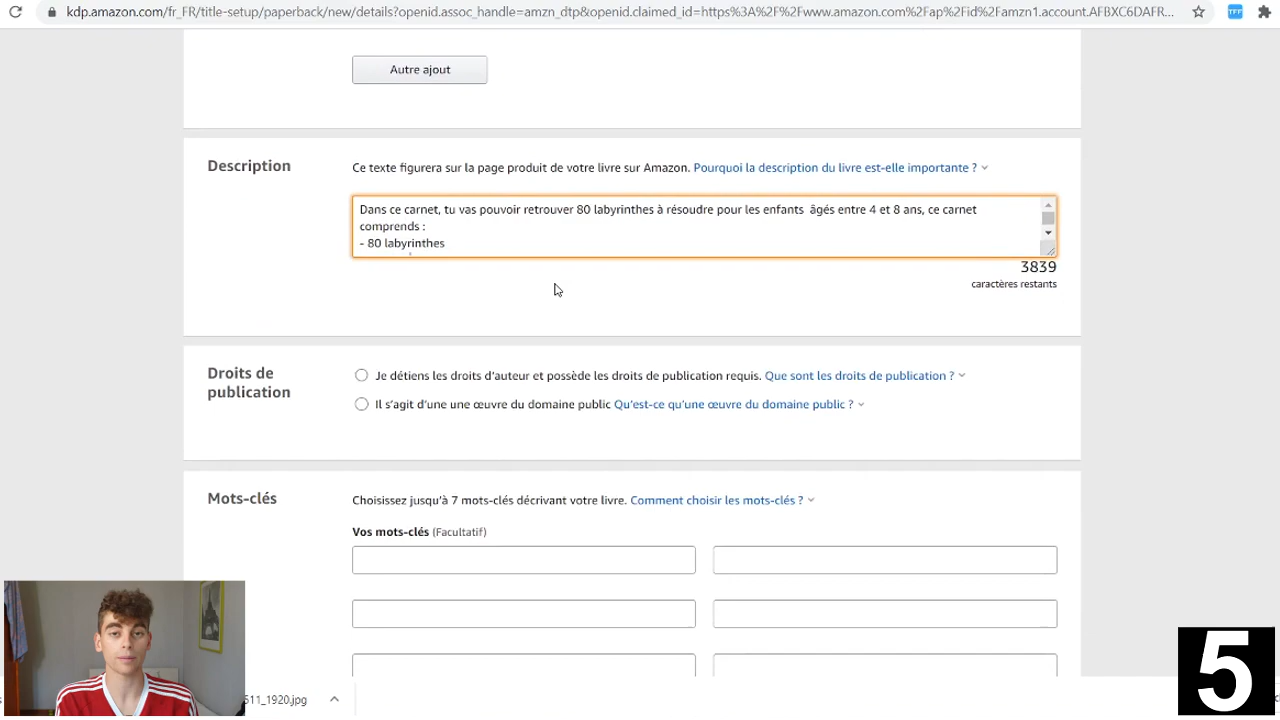 kdp.amazon.com/fr_FR/title-setup/paperback/new/details?openid.assoc_handle=amzn_dtp&openid.claimed_id=https%3A%2F%2Fwww.amazon.com%2Fap%2Fid%2Famzn1.account.AFBXC6DAFR...
TFF
Autre ajout
Description
Ce texte figurera sur la page produit de votre livre sur Amazon. Pourquoi la description du livre est-elle importante ?
Dans ce carnet, tu vas pouvoir retrouver 80 labyrinthes à résoudre pour les enfants âgés entre 4 et 8 ans, ce carnet
comprends :
- 80 labyrinthes
3839
caractères restants
Droits de
publication
Je détiens les droits d'auteur et possède les droits de publication requis. Que sont les droits de publication ?
Il s'agit d'une une œuvre du domaine public Qu'est-ce qu'une œuvre du domaine public ?
Mots-clés
Choisissez jusqu'à 7 mots-clés décrivant votre livre. Comment choisir les mots-clés ?
Vos mots-clés (Facultatif)
511_1920.jpg
5